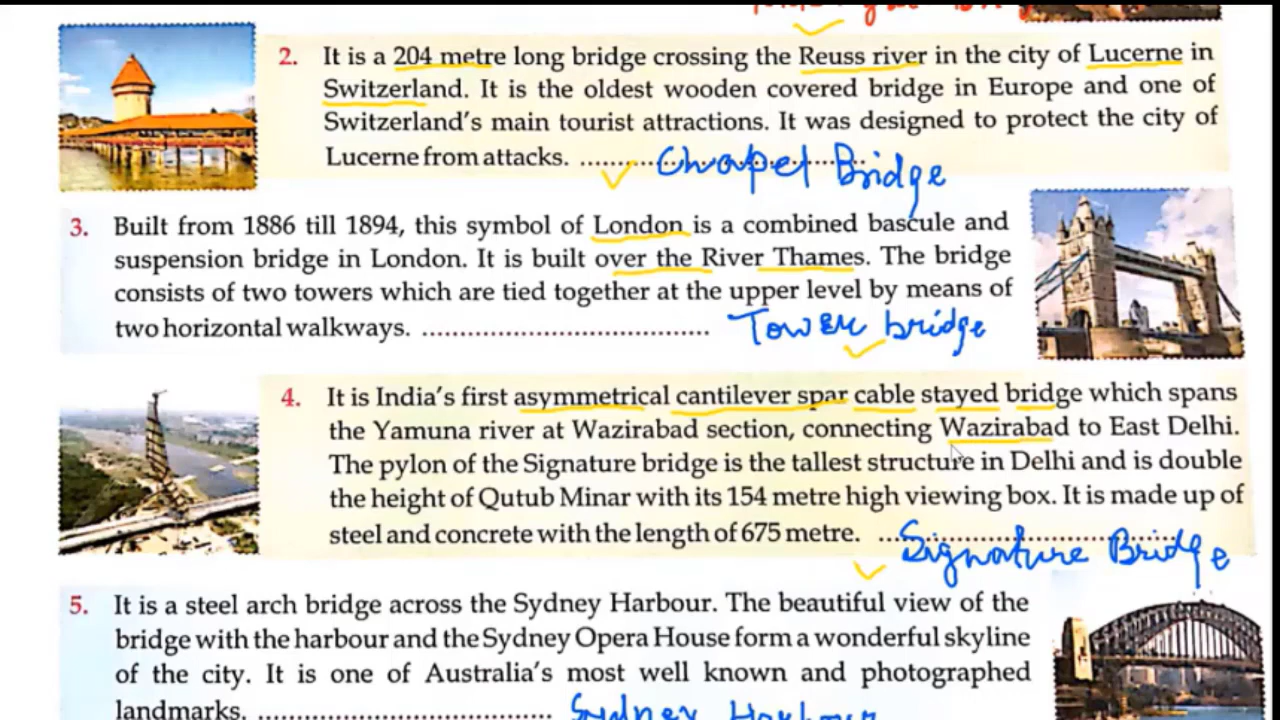 2. It is a 204 metre long bridge crossing the Reuss river in the city of Lucerne in
Switzerland. It is the oldest wooden covered bridge in Europe and one of
Switzerland's main tourist attractions. It was designed to protect the city of
Lucerne from attacks. .......................................... Chapel Bridge
3. Built from 1886 till 1894, this symbol of London is a combined bascule and
suspension bridge in London. It is built over the River Thames. The bridge
consists of two towers which are tied together at the upper level by means of
two horizontal walkways. .......................................... Tower bridge
4. It is India's first asymmetrical cantilever spar cable stayed bridge which spans
the Yamuna river at Wazirabad section, connecting Wazirabad to East Delhi.
The pylon of the Signature bridge is the tallest structure in Delhi and is double
the height of Qutub Minar with its 154 metre high viewing box. It is made up of
steel and concrete with the length of 675 metre. .......................................... Signature Bridge
5. It is a steel arch bridge across the Sydney Harbour. The beautiful view of the
bridge with the harbour and the Sydney Opera House form a wonderful skyline
of the city. It is one of Australia's most well known and photographed
landmarks. .......................................... Sydney Harbour